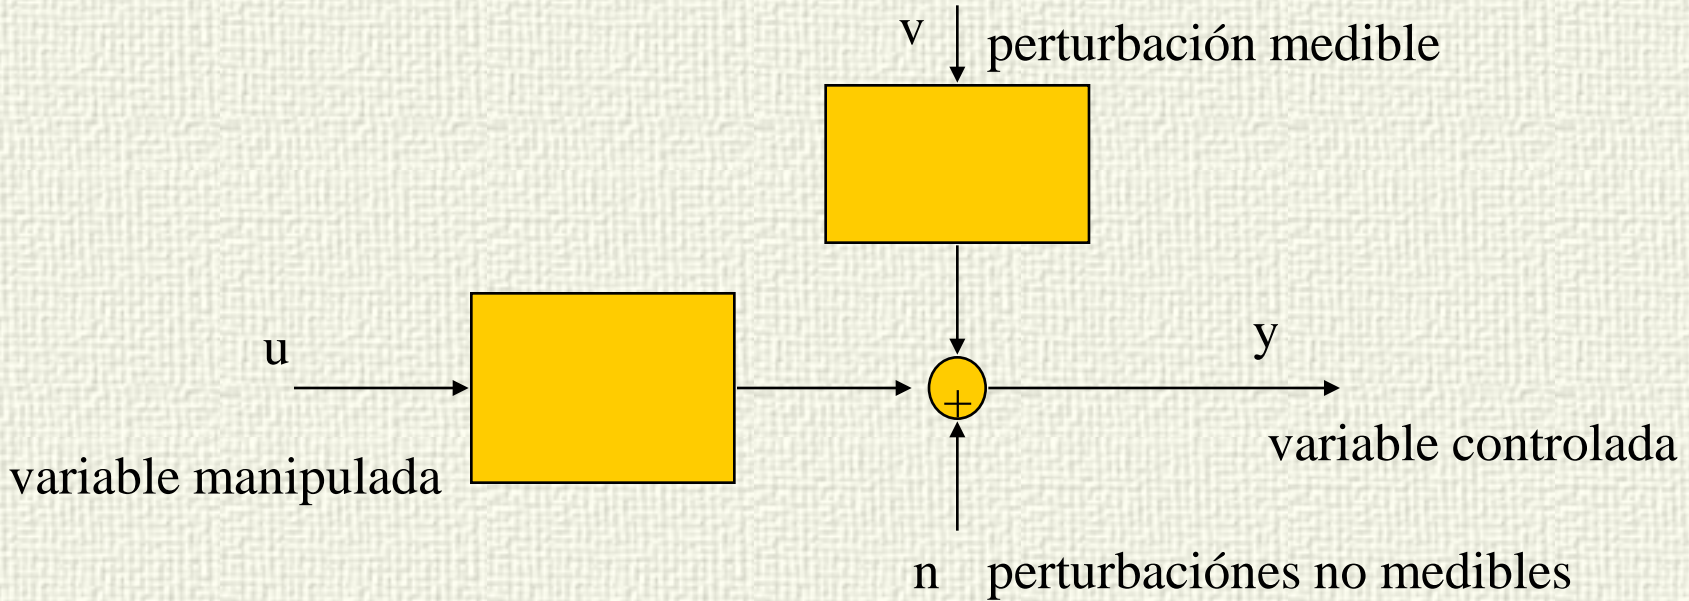 v perturbación medible
u
y
+
variable controlada
variable manipulada
n perturbaciónes no medibles